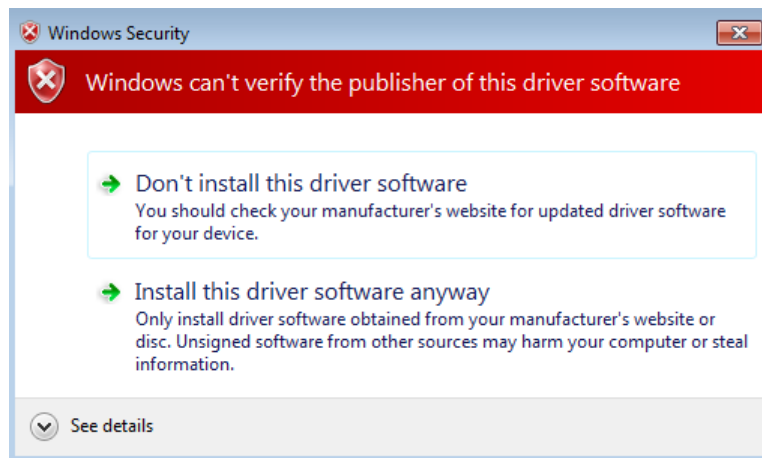 Windows Security
Windows can't verify the publisher of this driver software
Don't install this driver software
You should check your manufacturer's website for updated driver software
for your device.
Install this driver software anyway
Only install driver software obtained from your manufacturer's website or
disc. Unsigned software from other sources may harm your computer or steal
information.
See details